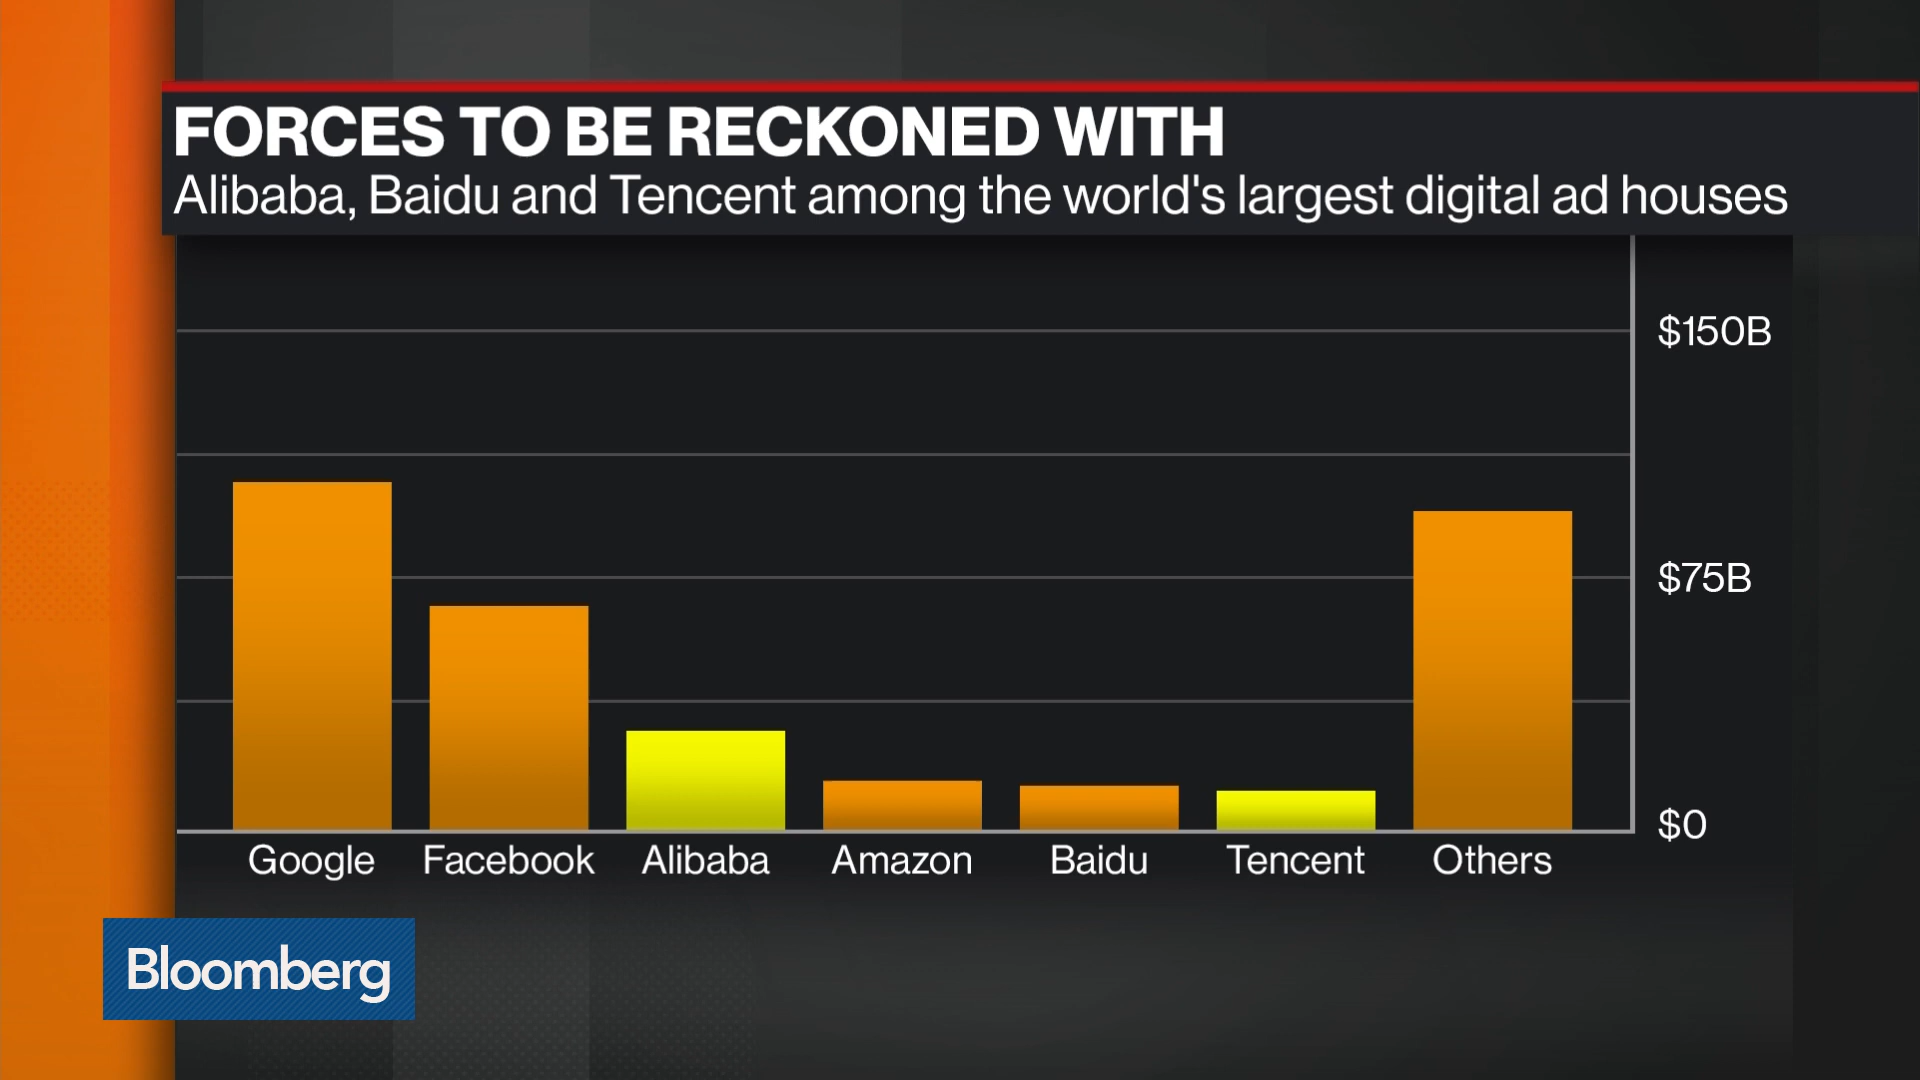 FORCES TO BE RECKONED WITH
Alibaba, Baidu and Tencent among the world's largest digital ad houses
$150B
$75B
$0
Google Facebook Alibaba Amazon Baidu Tencent Others
Bloomberg